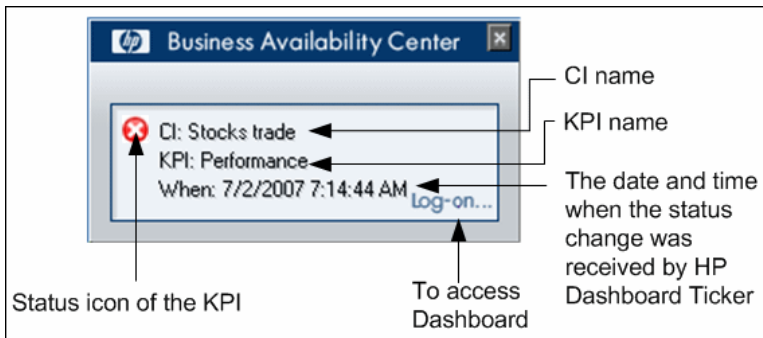 hp Business Availability Center
CI: Stocks trade
KPI: Performance
When: 7/2/2007 7:14:44 AM
Log-on...
CI name
KPI name
The date and time
when the status
change was
received by HP
Dashboard Ticker
To access
Dashboard
Status icon of the KPI